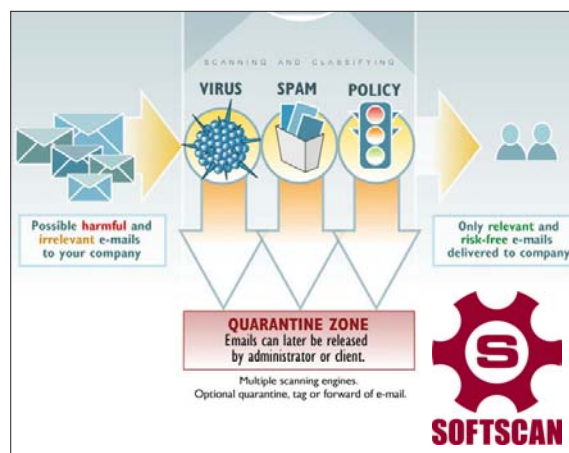 SCANNING AND CLASSIFYING
VIRUS SPAM POLICY
Possible harmful and
irrelevant e-mails
to your company
Only relevant and
risk-free e-mails
delivered to company
QUARANTINE ZONE
Emails can later be released
by administrator or client.
Multiple scanning engines.
Optional quarantine, tag or forward of e-mail.
S
SOFTSCAN